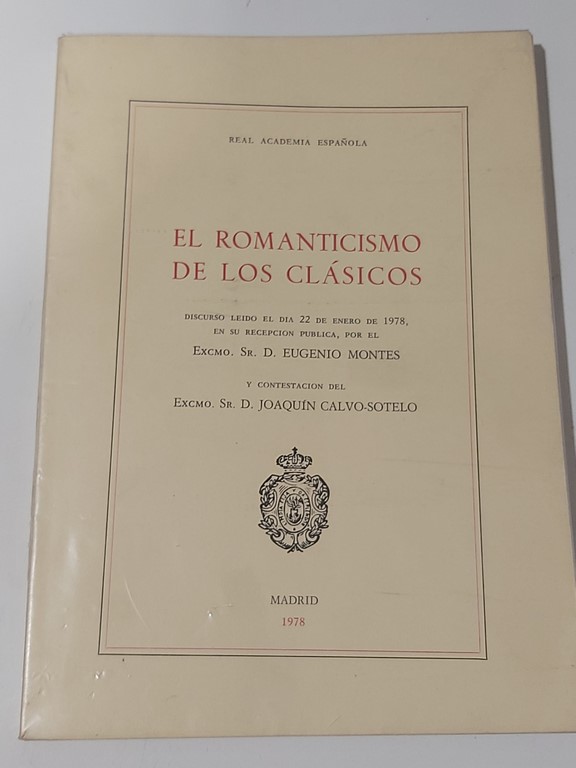 REAL ACADEMIA ESPAÑOLA
EL ROMANTICISMO
DE LOS CLÁSICOS
DISCURSO LEIDO EL DIA 22 DE ENERO DE 1978,
EN SU RECEPCION PUBLICA, POR EL
EXCMO. SR. D. EUGENIO MONTES
Y CONTESTACION DEL
EXCMO. SR. D. JOAQUÍN CALVO-SOTELO
MADRID
1978